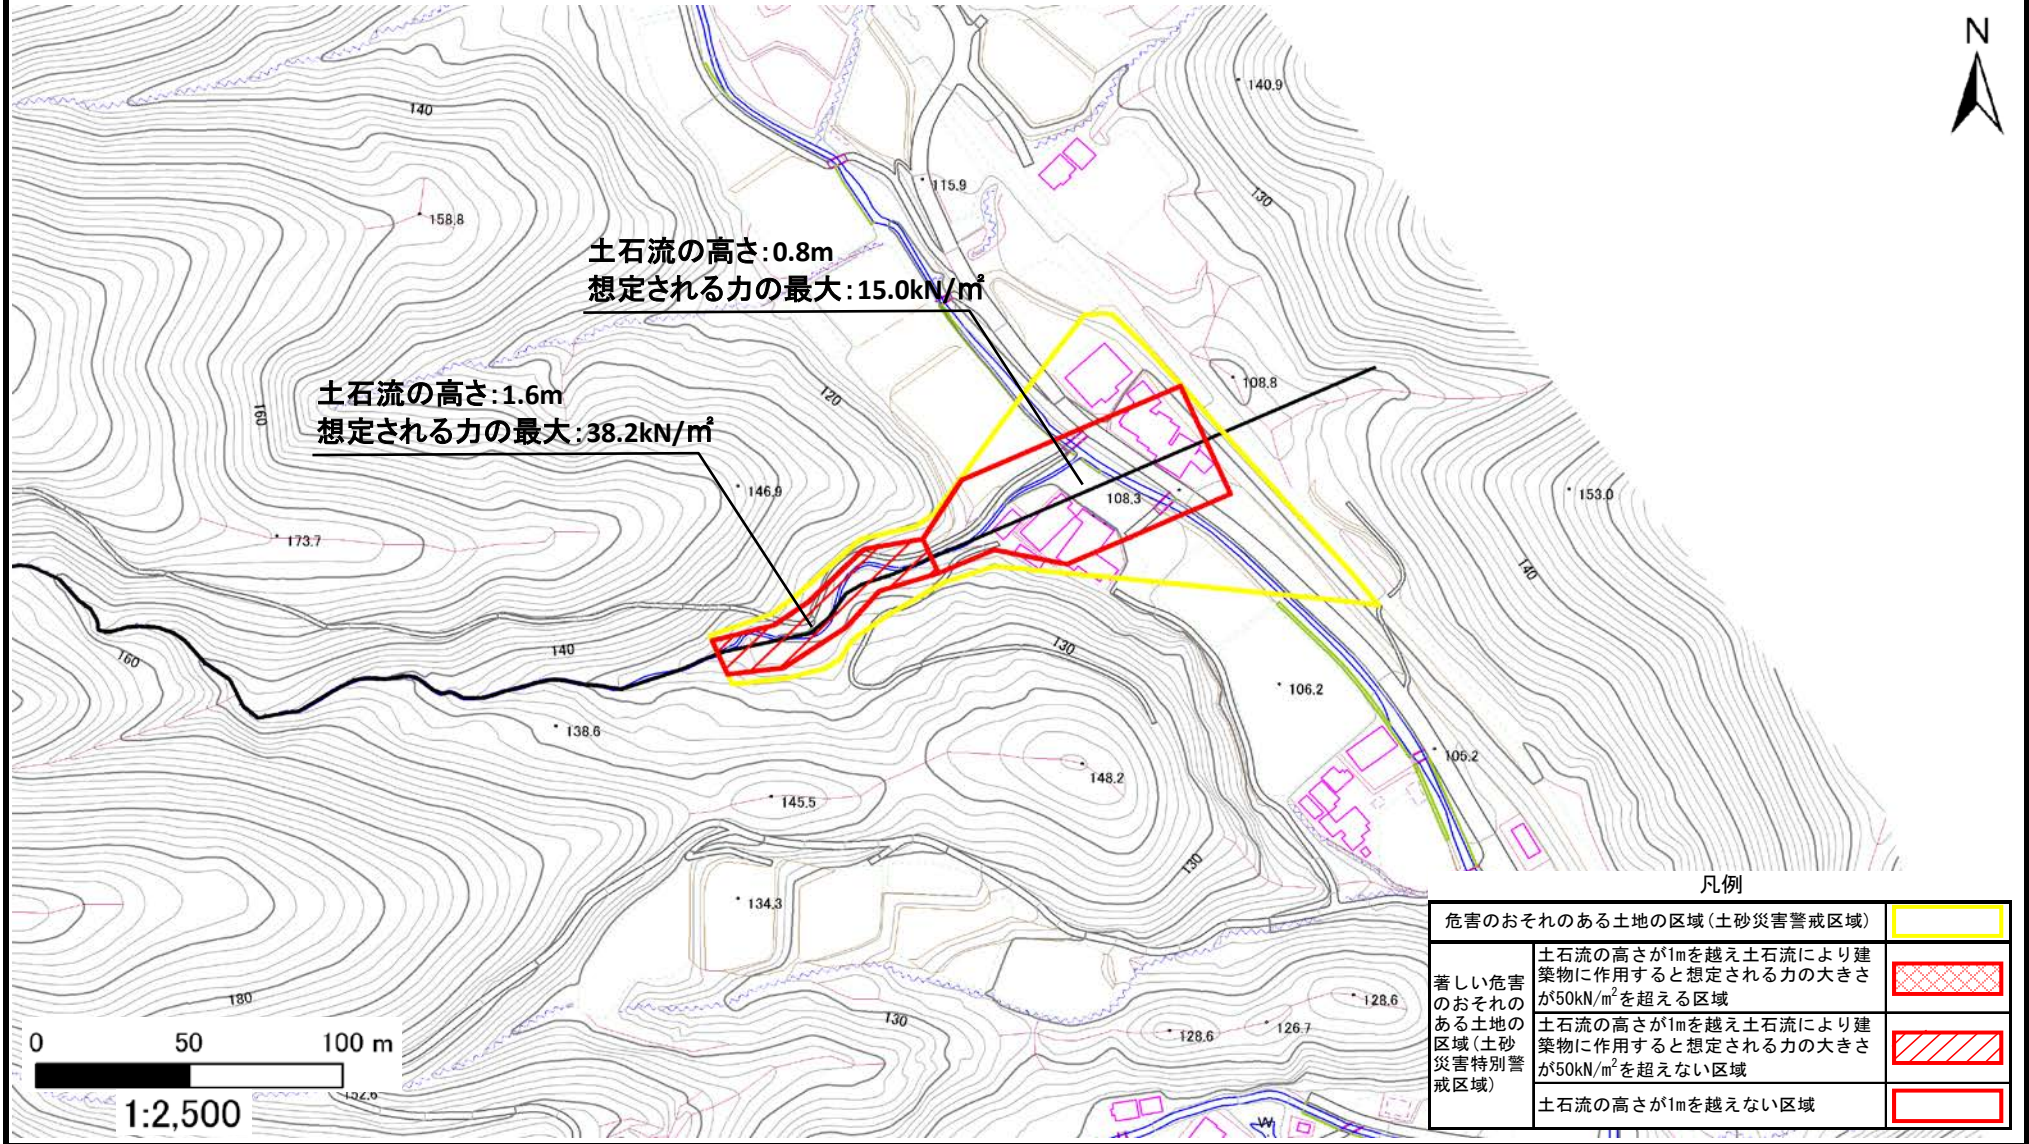 N
140
140.9
115.9
130
158.8
土石流の高さ:0.8m
想定される力の最大:15.0kN/㎡
土石流の高さ:1.6m
想定される力の最大:38.2kN/㎡
160
120
108.8
146.9
108.3
153.0
173.7
140
160
140
130
106.2
138.6
105.2
148.2
145.5
130
134.3
180
130
128.6
128.6
126.7
152.6
0 50 100 m
1:2,500
凡例
危害のおそれのある土地の区域(土砂災害警戒区域)
著しい危害
のおそれの
ある土地の
区域(土砂
災害特別警
戒区域)
土石流の高さが1mを越え土石流により建
築物に作用すると想定される力の大きさ
が50kN/m²を超える区域
土石流の高さが1mを越え土石流により建
築物に作用すると想定される力の大きさ
が50kN/m²を超えない区域
土石流の高さが1mを越えない区域